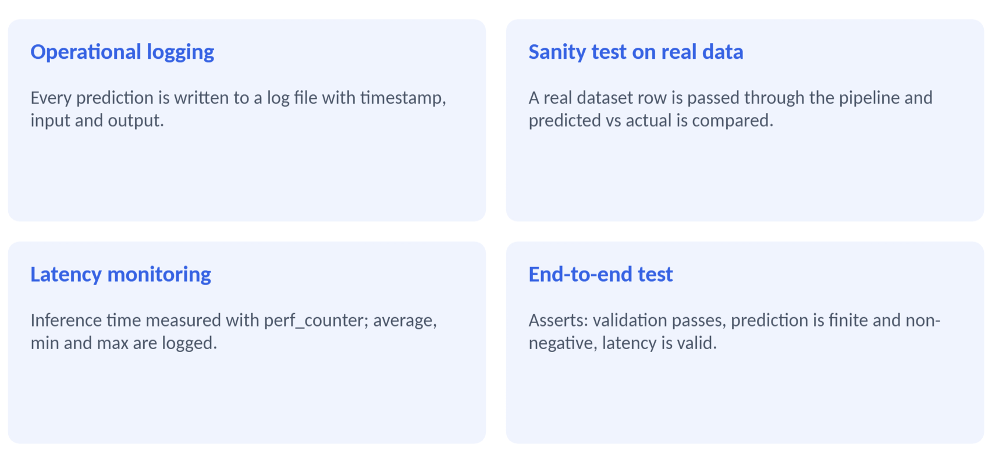 Operational logging
Every prediction is written to a log file with timestamp,
input and output.
Sanity test on real data
A real dataset row is passed through the pipeline and
predicted vs actual is compared.
Latency monitoring
Inference time measured with perf_counter; average,
min and max are logged.
End-to-end test
Asserts: validation passes, prediction is finite and non-
negative, latency is valid.